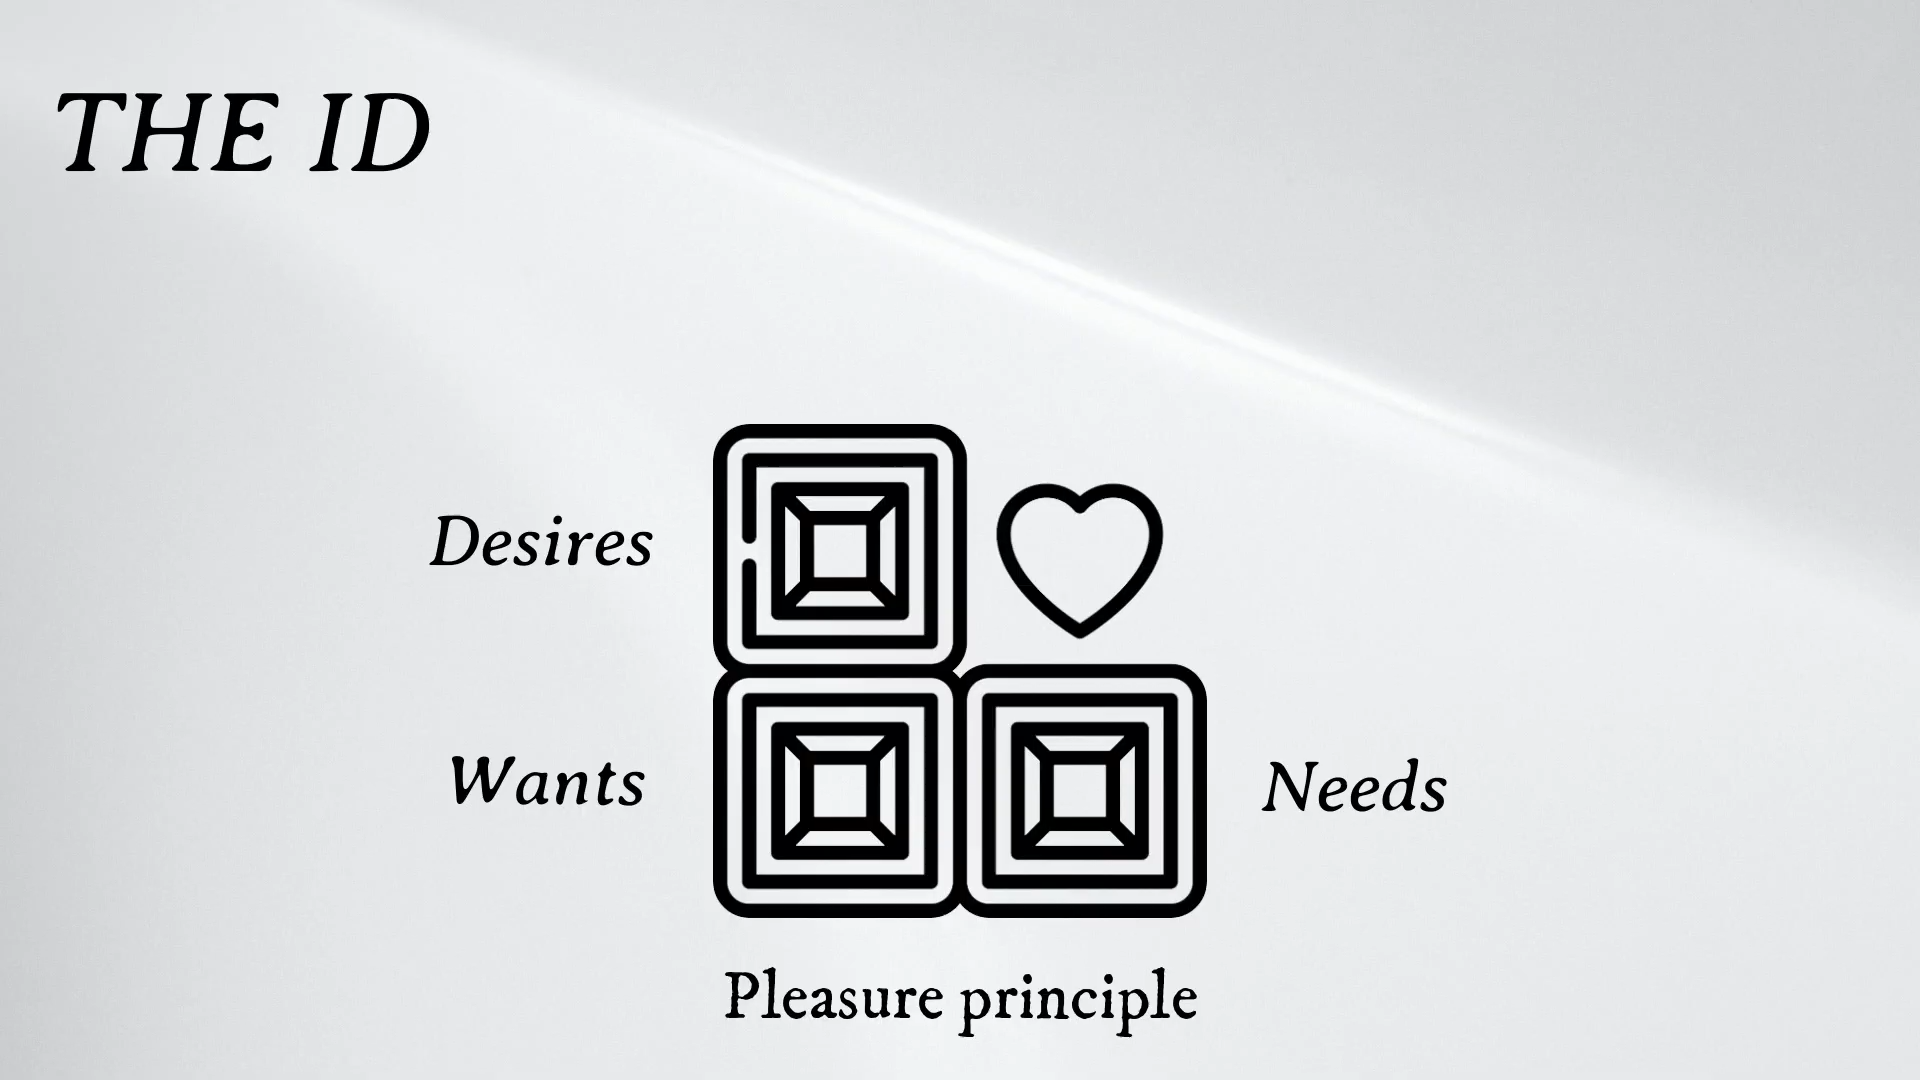 THE ID
Desires
Wants
Needs
Pleasure principle